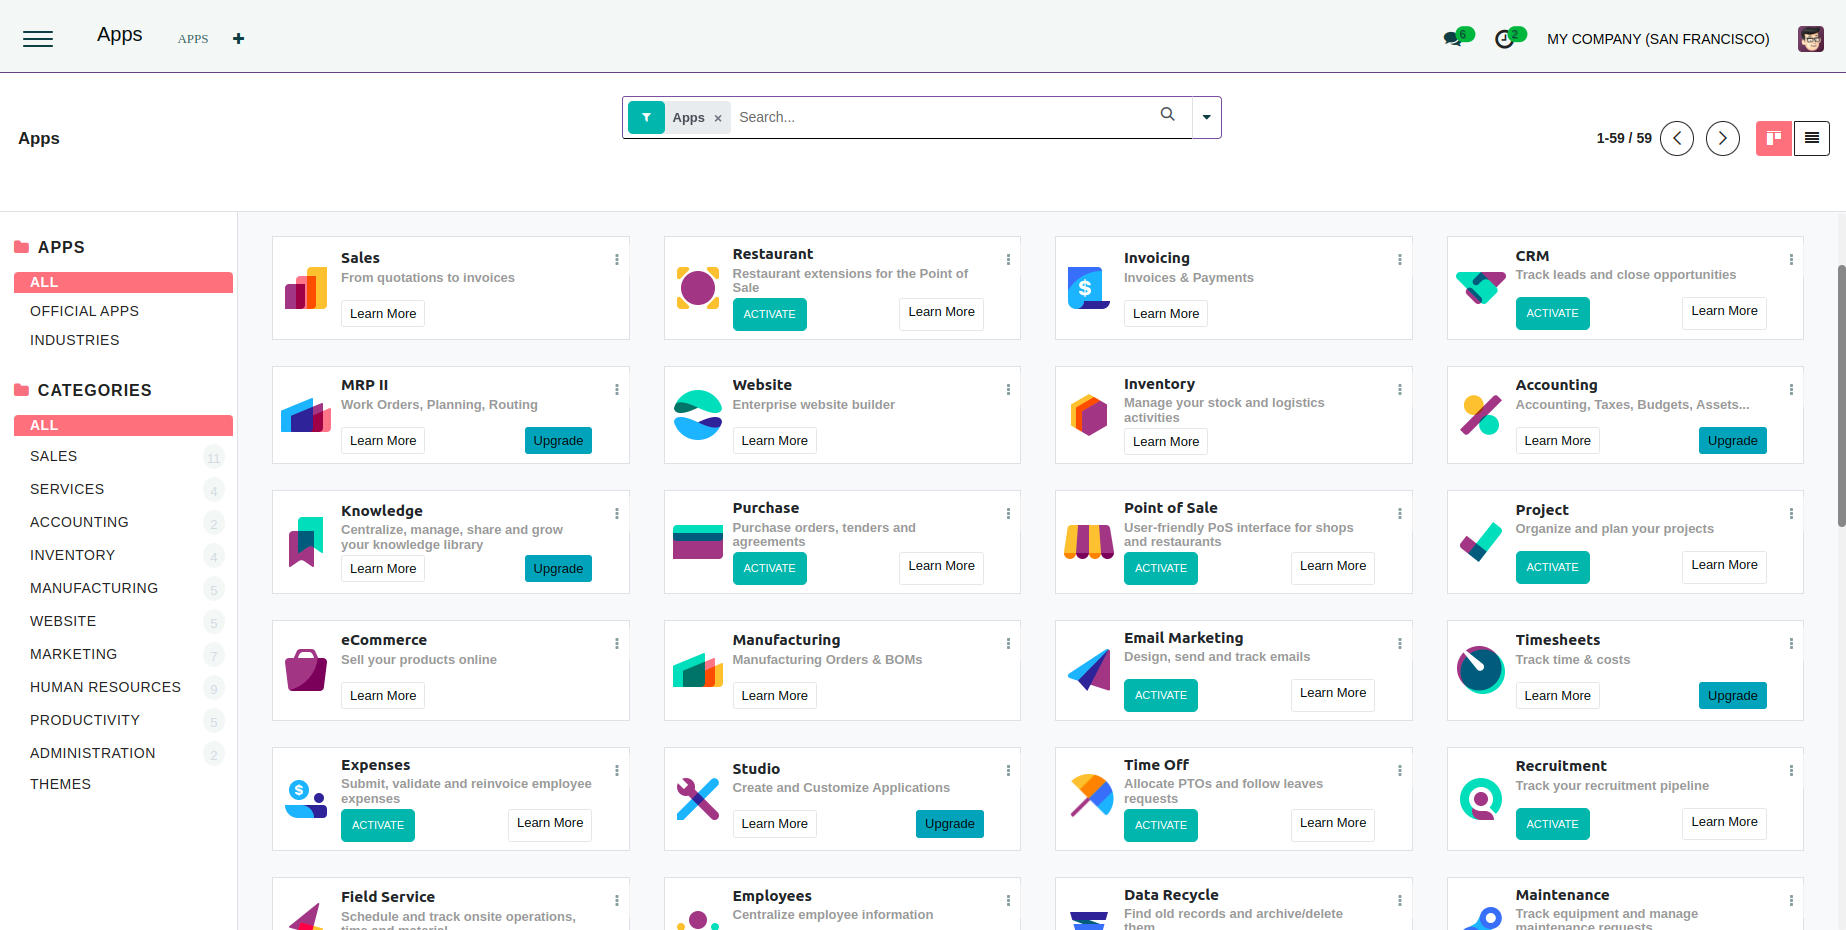 Apps APPS 6 2 MY COMPANY (SAN FRANCISCO)
Apps × Search...
Apps
1-59 / 59
APPS
ALL
OFFICIAL APPS
INDUSTRIES
CATEGORIES
ALL
SALES 11
SERVICES 4
ACCOUNTING 2
INVENTORY 4
MANUFACTURING 5
WEBSITE 5
MARKETING 7
HUMAN RESOURCES 9
PRODUCTIVITY 5
ADMINISTRATION 2
THEMES
Sales
From quotations to invoices
Learn More
Restaurant
Restaurant extensions for the Point of
Sale
ACTIVATE Learn More
Invoicing
Invoices & Payments
$
Learn More
CRM
Track leads and close opportunities
ACTIVATE Learn More
MRP II
Work Orders, Planning, Routing
Learn More Upgrade
Website
Enterprise website builder
Learn More
Inventory
Manage your stock and logistics
activities
Learn More
Accounting
Accounting, Taxes, Budgets, Assets...
Learn More Upgrade
Knowledge
Centralize, manage, share and grow
your knowledge library
Learn More Upgrade
Purchase
Purchase orders, tenders and
agreements
ACTIVATE Learn More
Point of Sale
User-friendly PoS interface for shops
and restaurants
ACTIVATE Learn More
Project
Organize and plan your projects
ACTIVATE Learn More
eCommerce
Sell your products online
Learn More
Manufacturing
Manufacturing Orders & BOMs
Learn More
Email Marketing
Design, send and track emails
ACTIVATE Learn More
Timesheets
Track time & costs
Learn More Upgrade
Expenses
Submit, validate and reinvoice employee
expenses
$
ACTIVATE Learn More
Studio
Create and Customize Applications
Learn More Upgrade
Time Off
Allocate PTOs and follow leaves
requests
ACTIVATE Learn More
Recruitment
Track your recruitment pipeline
ACTIVATE Learn More
Field Service
Schedule and track onsite operations,
time and material
Employees
Centralize employee information
Data Recycle
Find old records and archive/delete
them
Maintenance
Track equipment and manage
maintenance requests